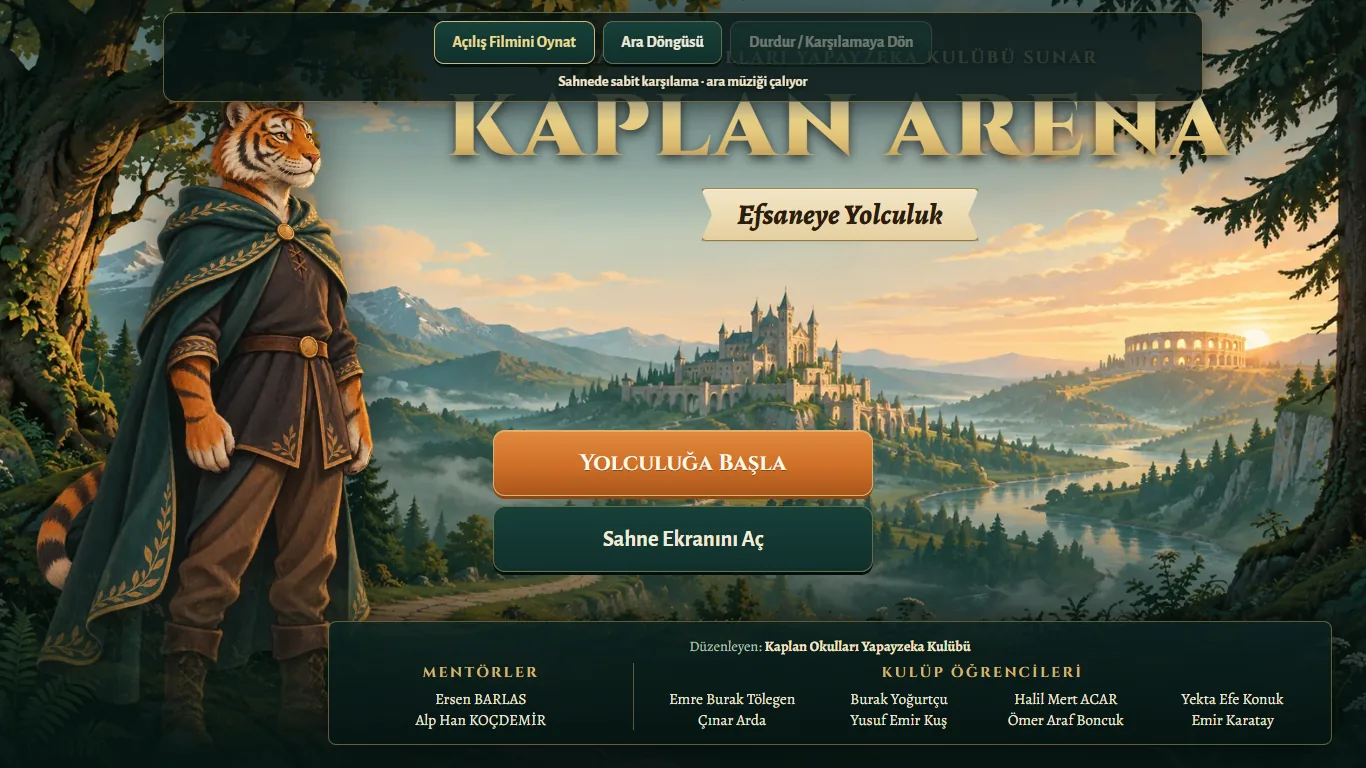 Açılış Filmini Oynat
Ara Döngüsü
Durdur / Karşılamaya Dön
YAPAYZEKA KULÜBÜ SUNAR
Sahnede sabit karşılama · ara müziği çalıyor
KAPLAN ARENA
Efsaneye Yolculuk
YOLCULUĞA BAŞLA
Sahne Ekranını Aç
Düzenleyen: Kaplan Okulları Yapayzeka Kulübü
MENTÖRLER
Ersen BARLAS
Alp Han KOÇDEMİR
KULÜP ÖĞRENCİLERİ
Emre Burak Tölegen
Burak Yoğurtçu
Halil Mert ACAR
Yekta Efe Konuk
Çınar Arda
Yusuf Emir Kuş
Ömer Araf Boncuk
Emir Karatay